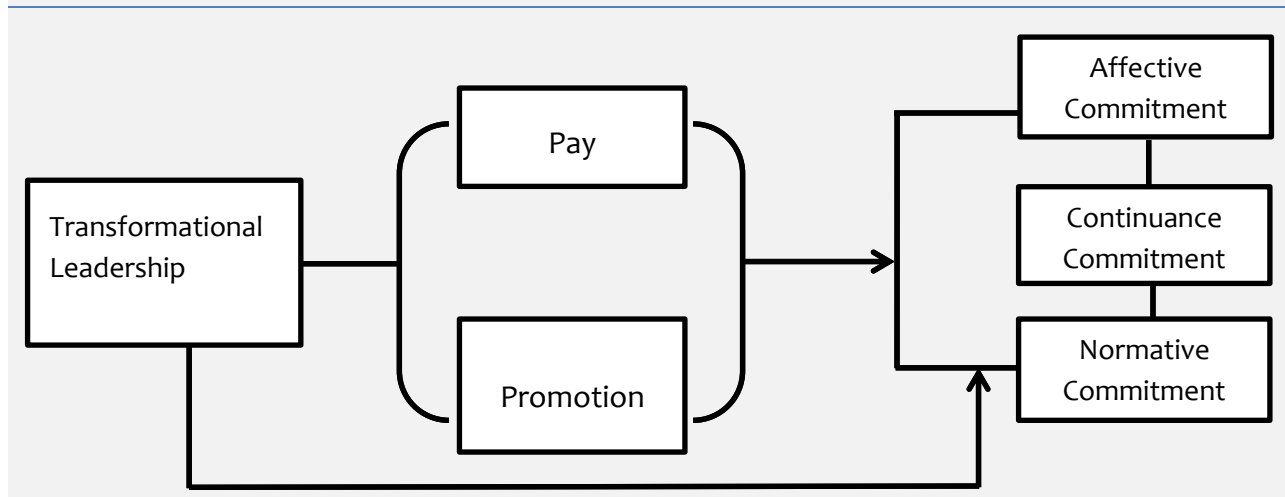 Transformational
Leadership
Pay
Promotion
Affective
Commitment
Continuance
Commitment
Normative
Commitment